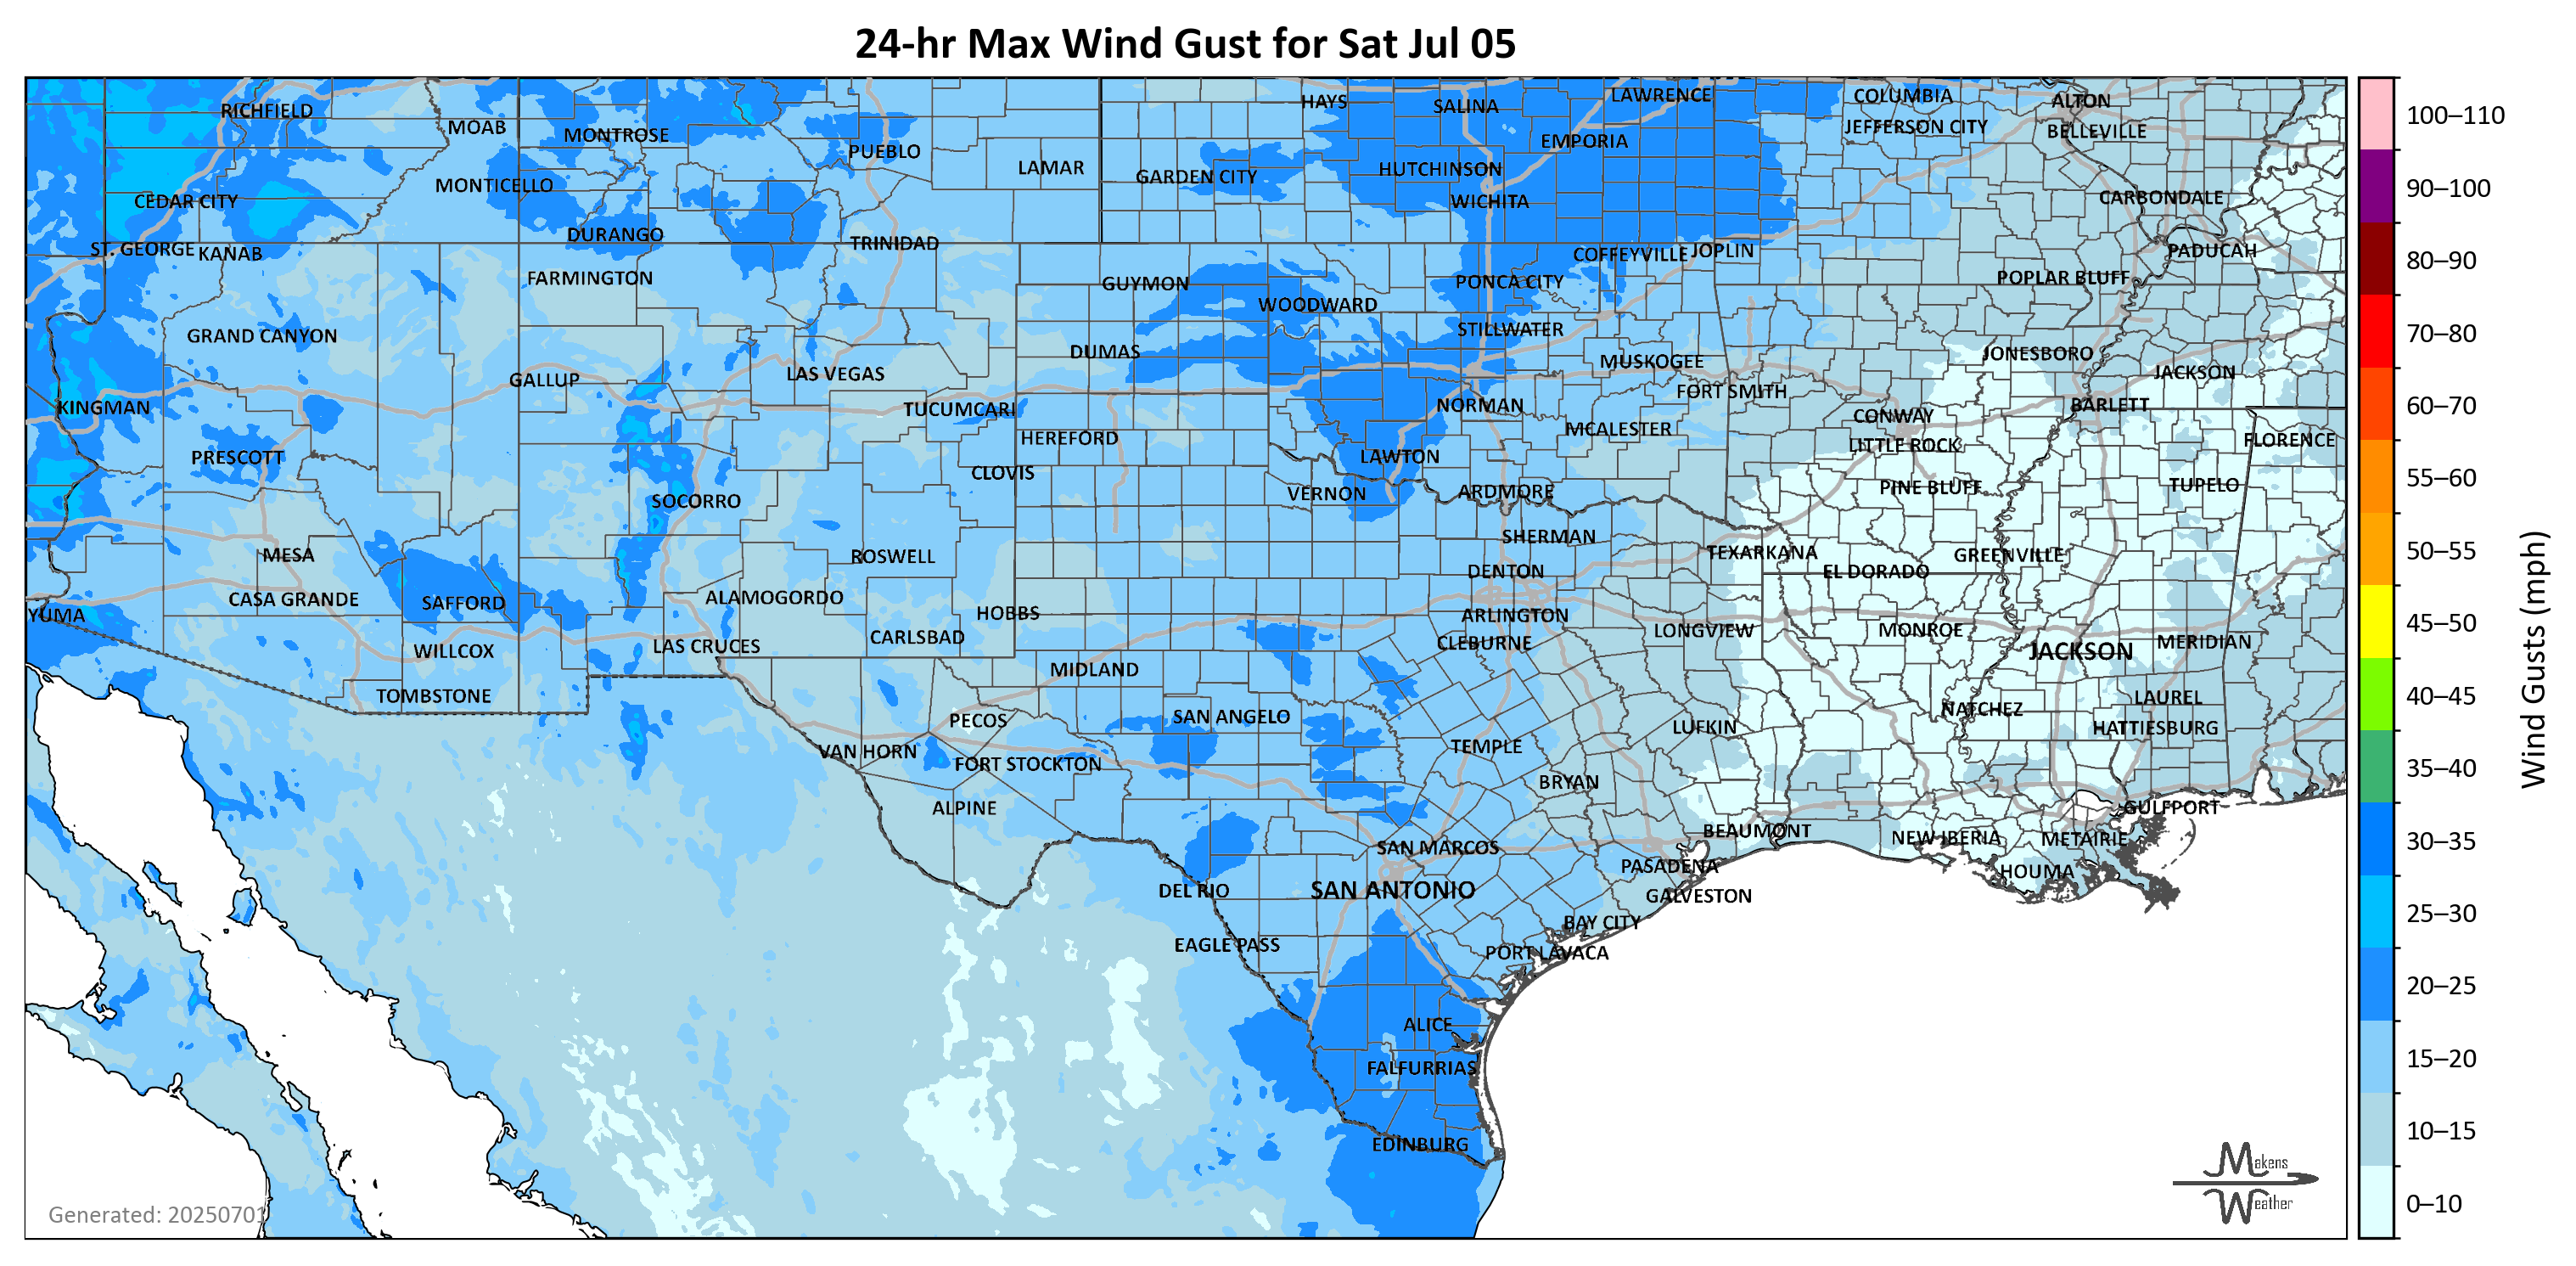 24-hr Max Wind Gust for Sat Jul 05
RICHFIELD
MOAB
MONTROSE
PUEBLO
LAMAR
HAYS
SALINA
LAWRENCE
COLUMBIA
ALTON
JEFFERSON CITY
BELLEVILLE
EMPORIA
GARDEN CITY
HUTCHINSON
WICHITA
CARBONDALE
CEDAR CITY
MONTICELLO
DURANGO
TRINIDAD
ST. GEORGE
KANAB
FARMINGTON
GUYMON
WOODWARD
PONCA CITY
COFFEYVILLE
JOPLIN
POPLAR BLUFF
PADUCAH
GRAND CANYON
STILLWATER
DUMAS
MUSKOGEE
JONESBORO
JACKSON
GALLUP
LAS VEGAS
FORT SMITH
KINGMAN
TUCUMCARI
NORMAN
CONWAY
BARLETT
HEREFORD
MCALESTER
LITTLE ROCK
FLORENCE
PRESCOTT
CLOVIS
LAWTON
SOCORRO
VERNON
ARDMORE
PINE BLUFF
TUPELO
MESA
ROSWELL
SHERMAN
TEXARKANA
GREENVILLE
DENTON
EL DORADO
CASA GRANDE
SAFFORD
ALAMOGORDO
HOBBS
YUMA
ARLINGTON
CARLSBAD
CLEBURNE
LONGVIEW
MONROE
JACKSON
MERIDIAN
WILLCOX
LAS CRUCES
MIDLAND
TOMBSTONE
PECOS
SAN ANGELO
LUFKIN
NATCHEZ
LAUREL
HATTIESBURG
VAN HORN
FORT STOCKTON
TEMPLE
BRYAN
ALPINE
GULFPORT
BEAUMONT
NEW IBERIA
METAIRIE
SAN MARCOS
PASADENA
HOUMA
DEL RIO
SAN ANTONIO
GALVESTON
EAGLE PASS
BAY CITY
PORT LAVACA
ALICE
FALFURRIAS
EDINBURG
Generated: 20250701
Makens
Weather
100–110
90–100
80–90
70–80
60–70
55–60
50–55
45–50
40–45
35–40
30–35
25–30
20–25
15–20
10–15
0–10
Wind Gusts (mph)